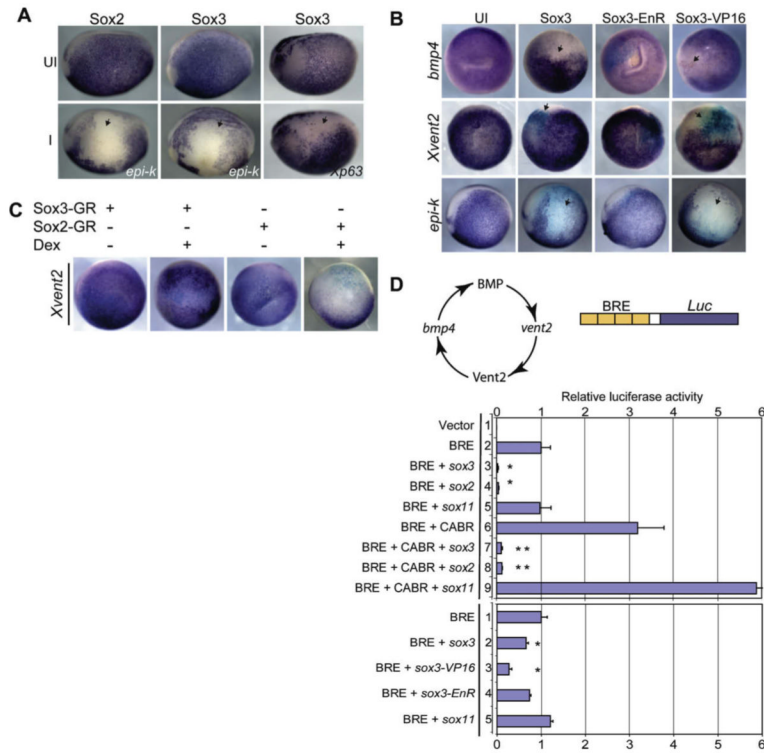 A
Sox2 Sox3 Sox3
UI
I
epi-k epi-k Xp63
B
UI Sox3 Sox3-EnR Sox3-VP16
bmp4
Xvent2
epi-k
C
Sox3-GR + + - -
Sox2-GR - - + +
Dex - + - +
Xvent2
D
BMP
bmp4 vent2
Vent2
BRE Luc
Relative luciferase activity
0 1 2 3 4 5 6
Vector 1
BRE 2
BRE + sox3 3 *
BRE + sox2 4 *
BRE + sox11 5
BRE + CABR 6
BRE + CABR + sox3 7 **
BRE + CABR + sox2 8 **
BRE + CABR + sox11 9
BRE 1
BRE + sox3 2 *
BRE + sox3-VP16 3 *
BRE + sox3-EnR 4
BRE + sox11 5
0 1 2 3 4 5 6